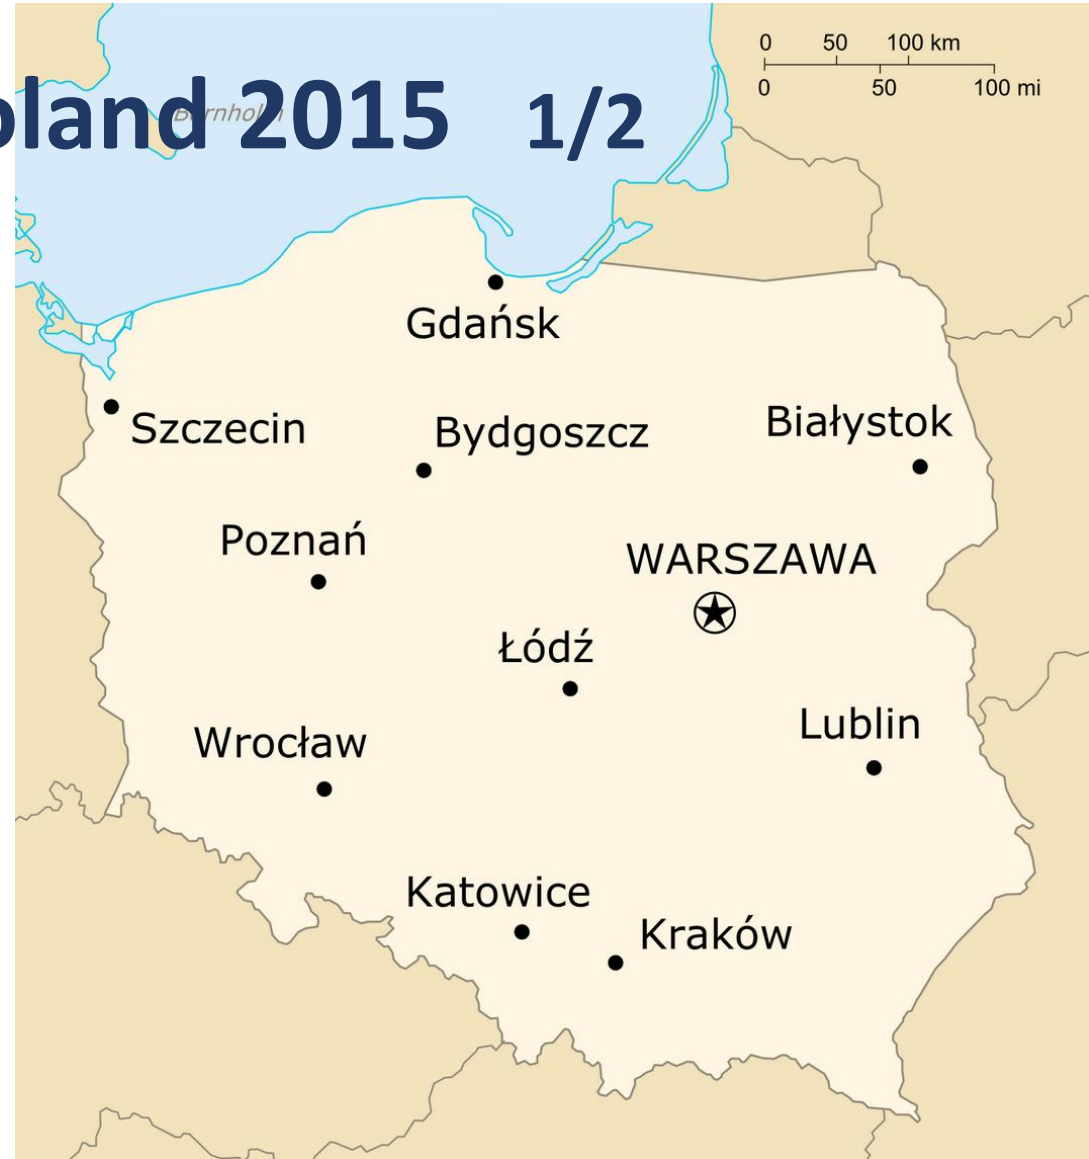 0 50 100 km
0 50 100 mi
oland 2015 1/2
Bornholm
Gdańsk
Szczecin
Bydgoszcz
Białystok
Poznań
WARSZAWA
Łódź
Lublin
Wrocław
Katowice
Kraków